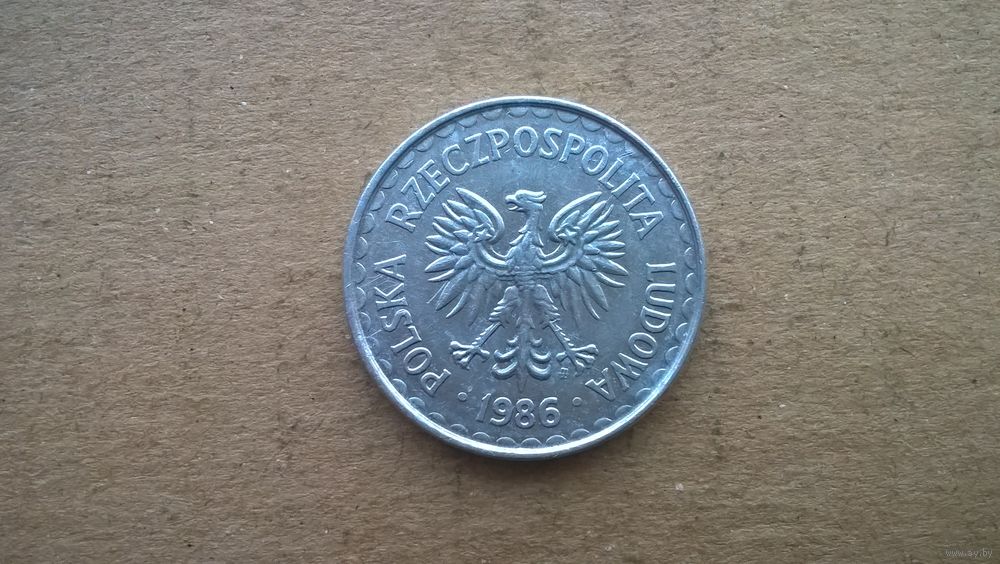 POLSKA RZECZPOSPOLITA LUDOWA
· 1986 ·
www.ay.by